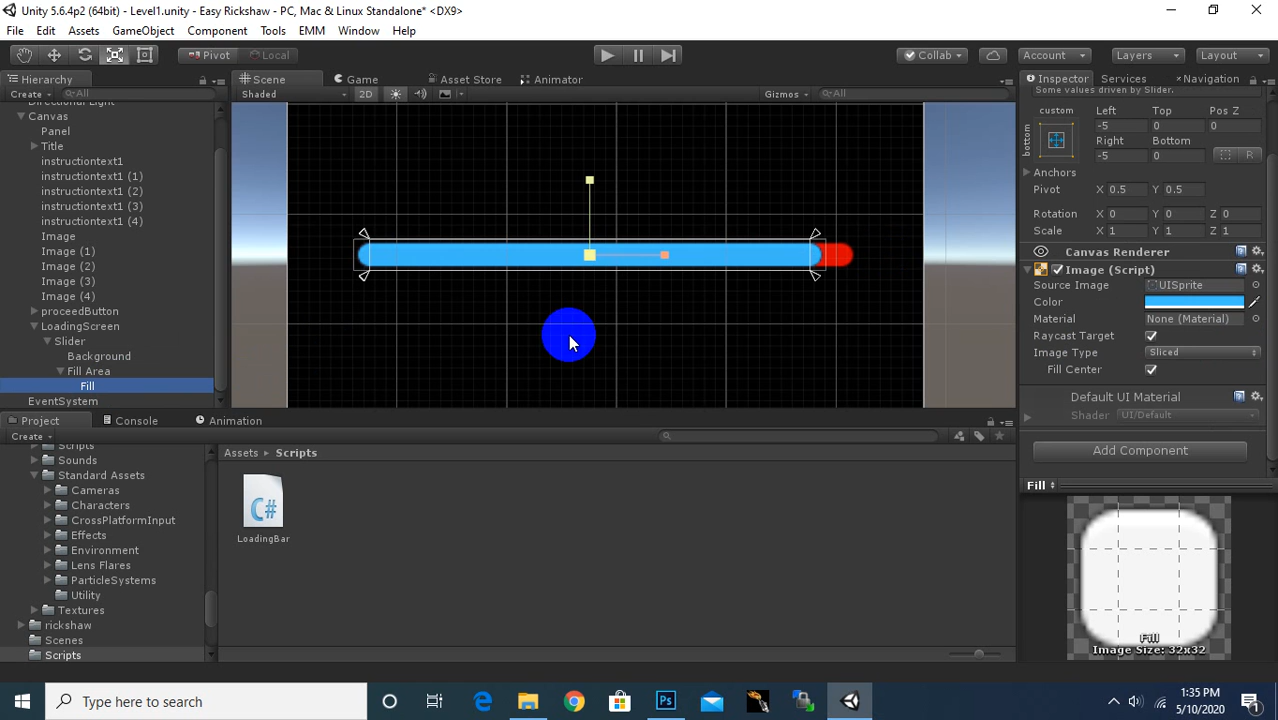 Unity 5.6.4p2 (64bit) - Level1.unity - Easy Rickshaw - PC, Mac & Linux Standalone* <DX9>
File Edit Assets GameObject Component Tools EMM Window Help
Pivot Local Collab Account Layers Layout
Hierarchy Scene Game Asset Store Animator Inspector Services Navigation
Create All Shaded 2D Gizmos All
Some values driven by Slider.
Directional Light
Canvas
Panel
Title
instructiontext1
instructiontext1 (1)
instructiontext1 (2)
instructiontext1 (3)
instructiontext1 (4)
Image
Image (1)
Image (2)
Image (3)
Image (4)
proceedButton
LoadingScreen
Slider
Background
Fill Area
Fill
EventSystem
custom Left Top Pos Z
-5 0 0
bottom
Right Bottom
-5 0 R
Anchors
Pivot X 0.5 Y 0.5
Rotation X 0 Y 0 Z 0
Scale X 1 Y 1 Z 1
Canvas Renderer
Image (Script)
Source Image UISprite
Color
Material None (Material)
Raycast Target
Image Type Sliced
Fill Center
Default UI Material
Shader UI/Default
Add Component
Fill
Fill
Image Size: 32x32
Project Console Animation
Create
Scripts
Sounds
Standard Assets
Cameras
Characters
CrossPlatformInput
Effects
Environment
Lens Flares
ParticleSystems
Utility
Textures
rickshaw
Scenes
Scripts
Assets Scripts
C#
LoadingBar
Type here to search
Ps
1:35 PM
5/10/2020
1